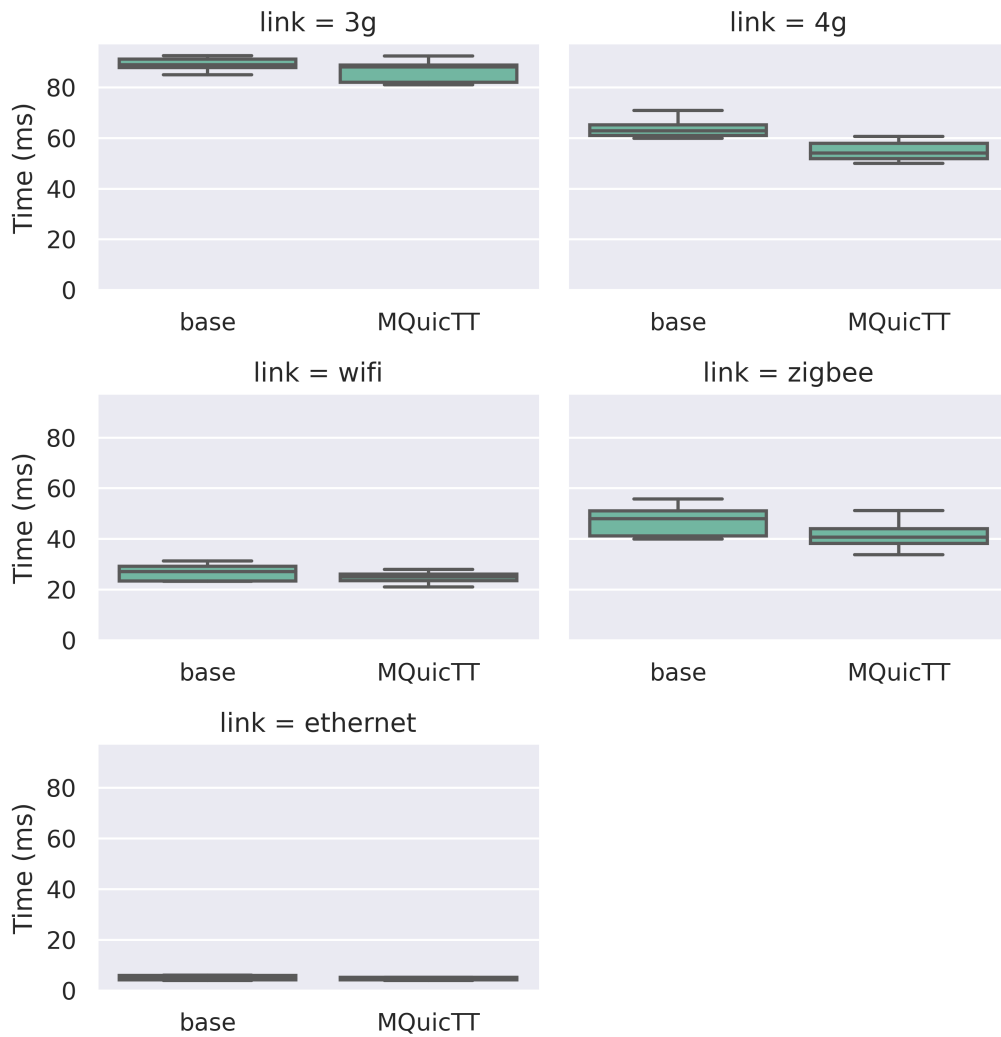 link = 3g
link = 4g
Time (ms)
80
60
40
20
0
base
MQuicTT
base
MQuicTT
link = wifi
link = zigbee
Time (ms)
80
60
40
20
0
base
MQuicTT
base
MQuicTT
link = ethernet
Time (ms)
80
60
40
20
0
base
MQuicTT